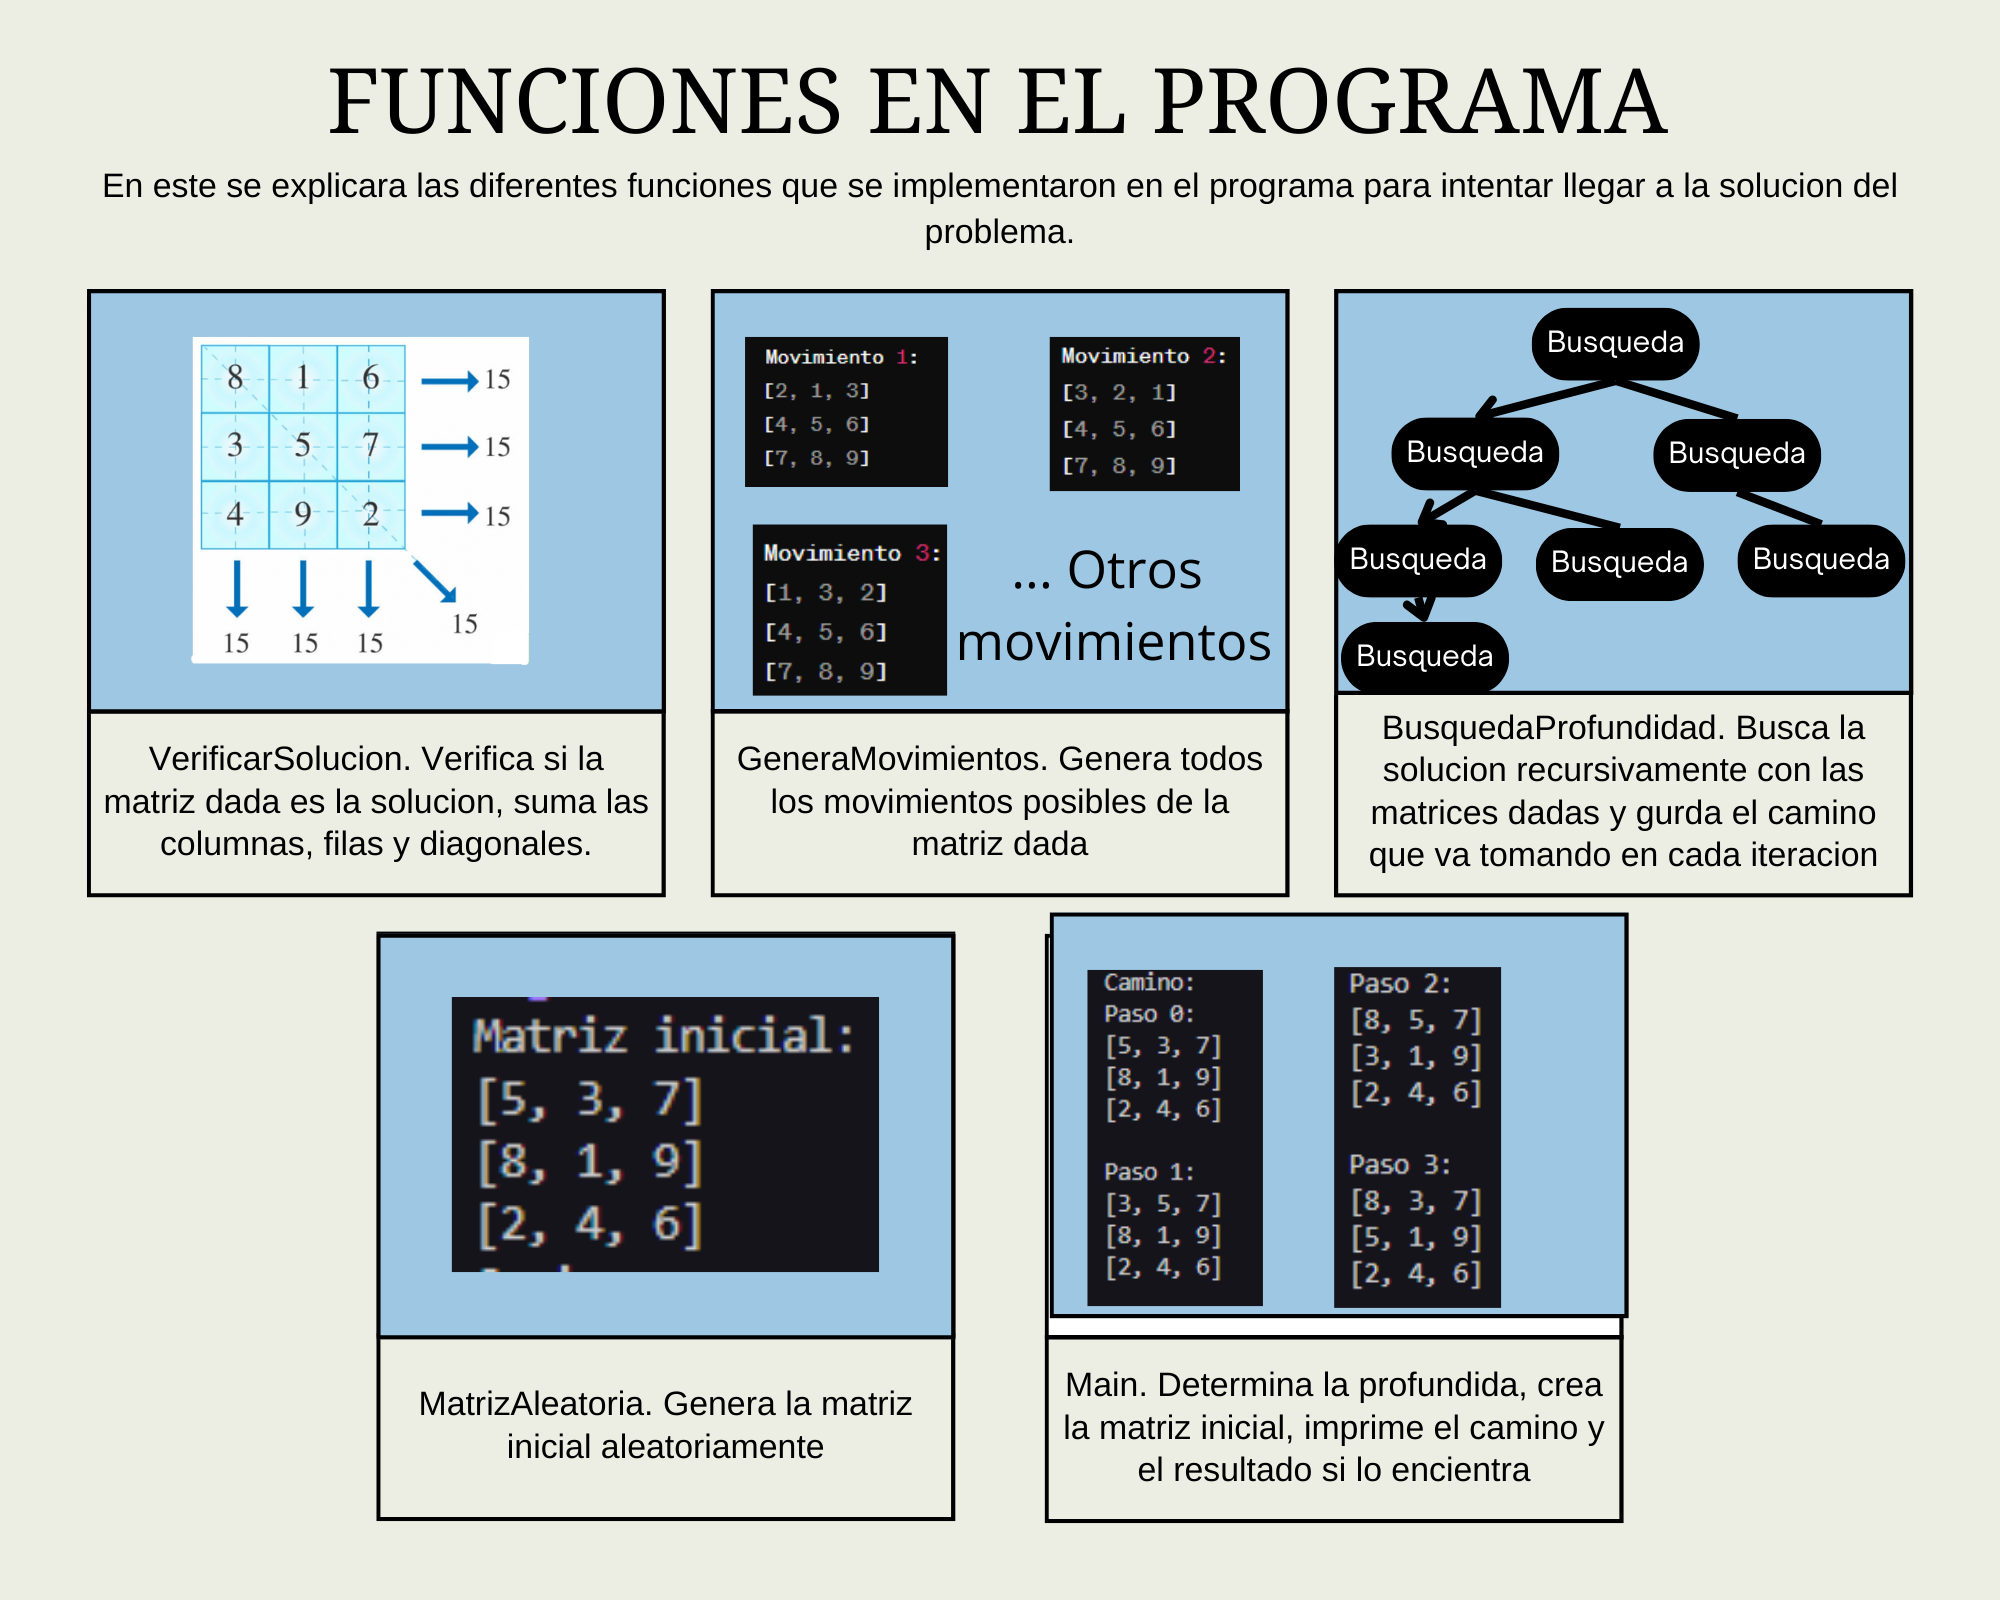 FUNCIONES EN EL PROGRAMA
En este se explicara las diferentes funciones que se implementaron en el programa para intentar llegar a la solucion del
problema.
8 1 6 15
3 5 7 15
4 9 2 15
15 15 15 15
VerificarSolucion. Verifica si la
matriz dada es la solucion, suma las
columnas, filas y diagonales.
Movimiento 1:
[2, 1, 3]
[4, 5, 6]
[7, 8, 9]
Movimiento 2:
[3, 2, 1]
[4, 5, 6]
[7, 8, 9]
Movimiento 3:
[1, 3, 2]
[4, 5, 6]
[7, 8, 9]
... Otros
movimientos
GeneraMovimientos. Genera todos
los movimientos posibles de la
matriz dada
Busqueda
Busqueda Busqueda
Busqueda Busqueda Busqueda
Busqueda
BusquedaProfundidad. Busca la
solucion recursivamente con las
matrices dadas y gurda el camino
que va tomando en cada iteracion
Matriz inicial:
[5, 3, 7]
[8, 1, 9]
[2, 4, 6]
MatrizAleatoria. Genera la matriz
inicial aleatoriamente
Camino:
Paso 0:
[5, 3, 7]
[8, 1, 9]
[2, 4, 6]
Paso 1:
[3, 5, 7]
[8, 1, 9]
[2, 4, 6]
Paso 2:
[8, 5, 7]
[3, 1, 9]
[2, 4, 6]
Paso 3:
[8, 3, 7]
[5, 1, 9]
[2, 4, 6]
Main. Determina la profundida, crea
la matriz inicial, imprime el camino y
el resultado si lo encientra